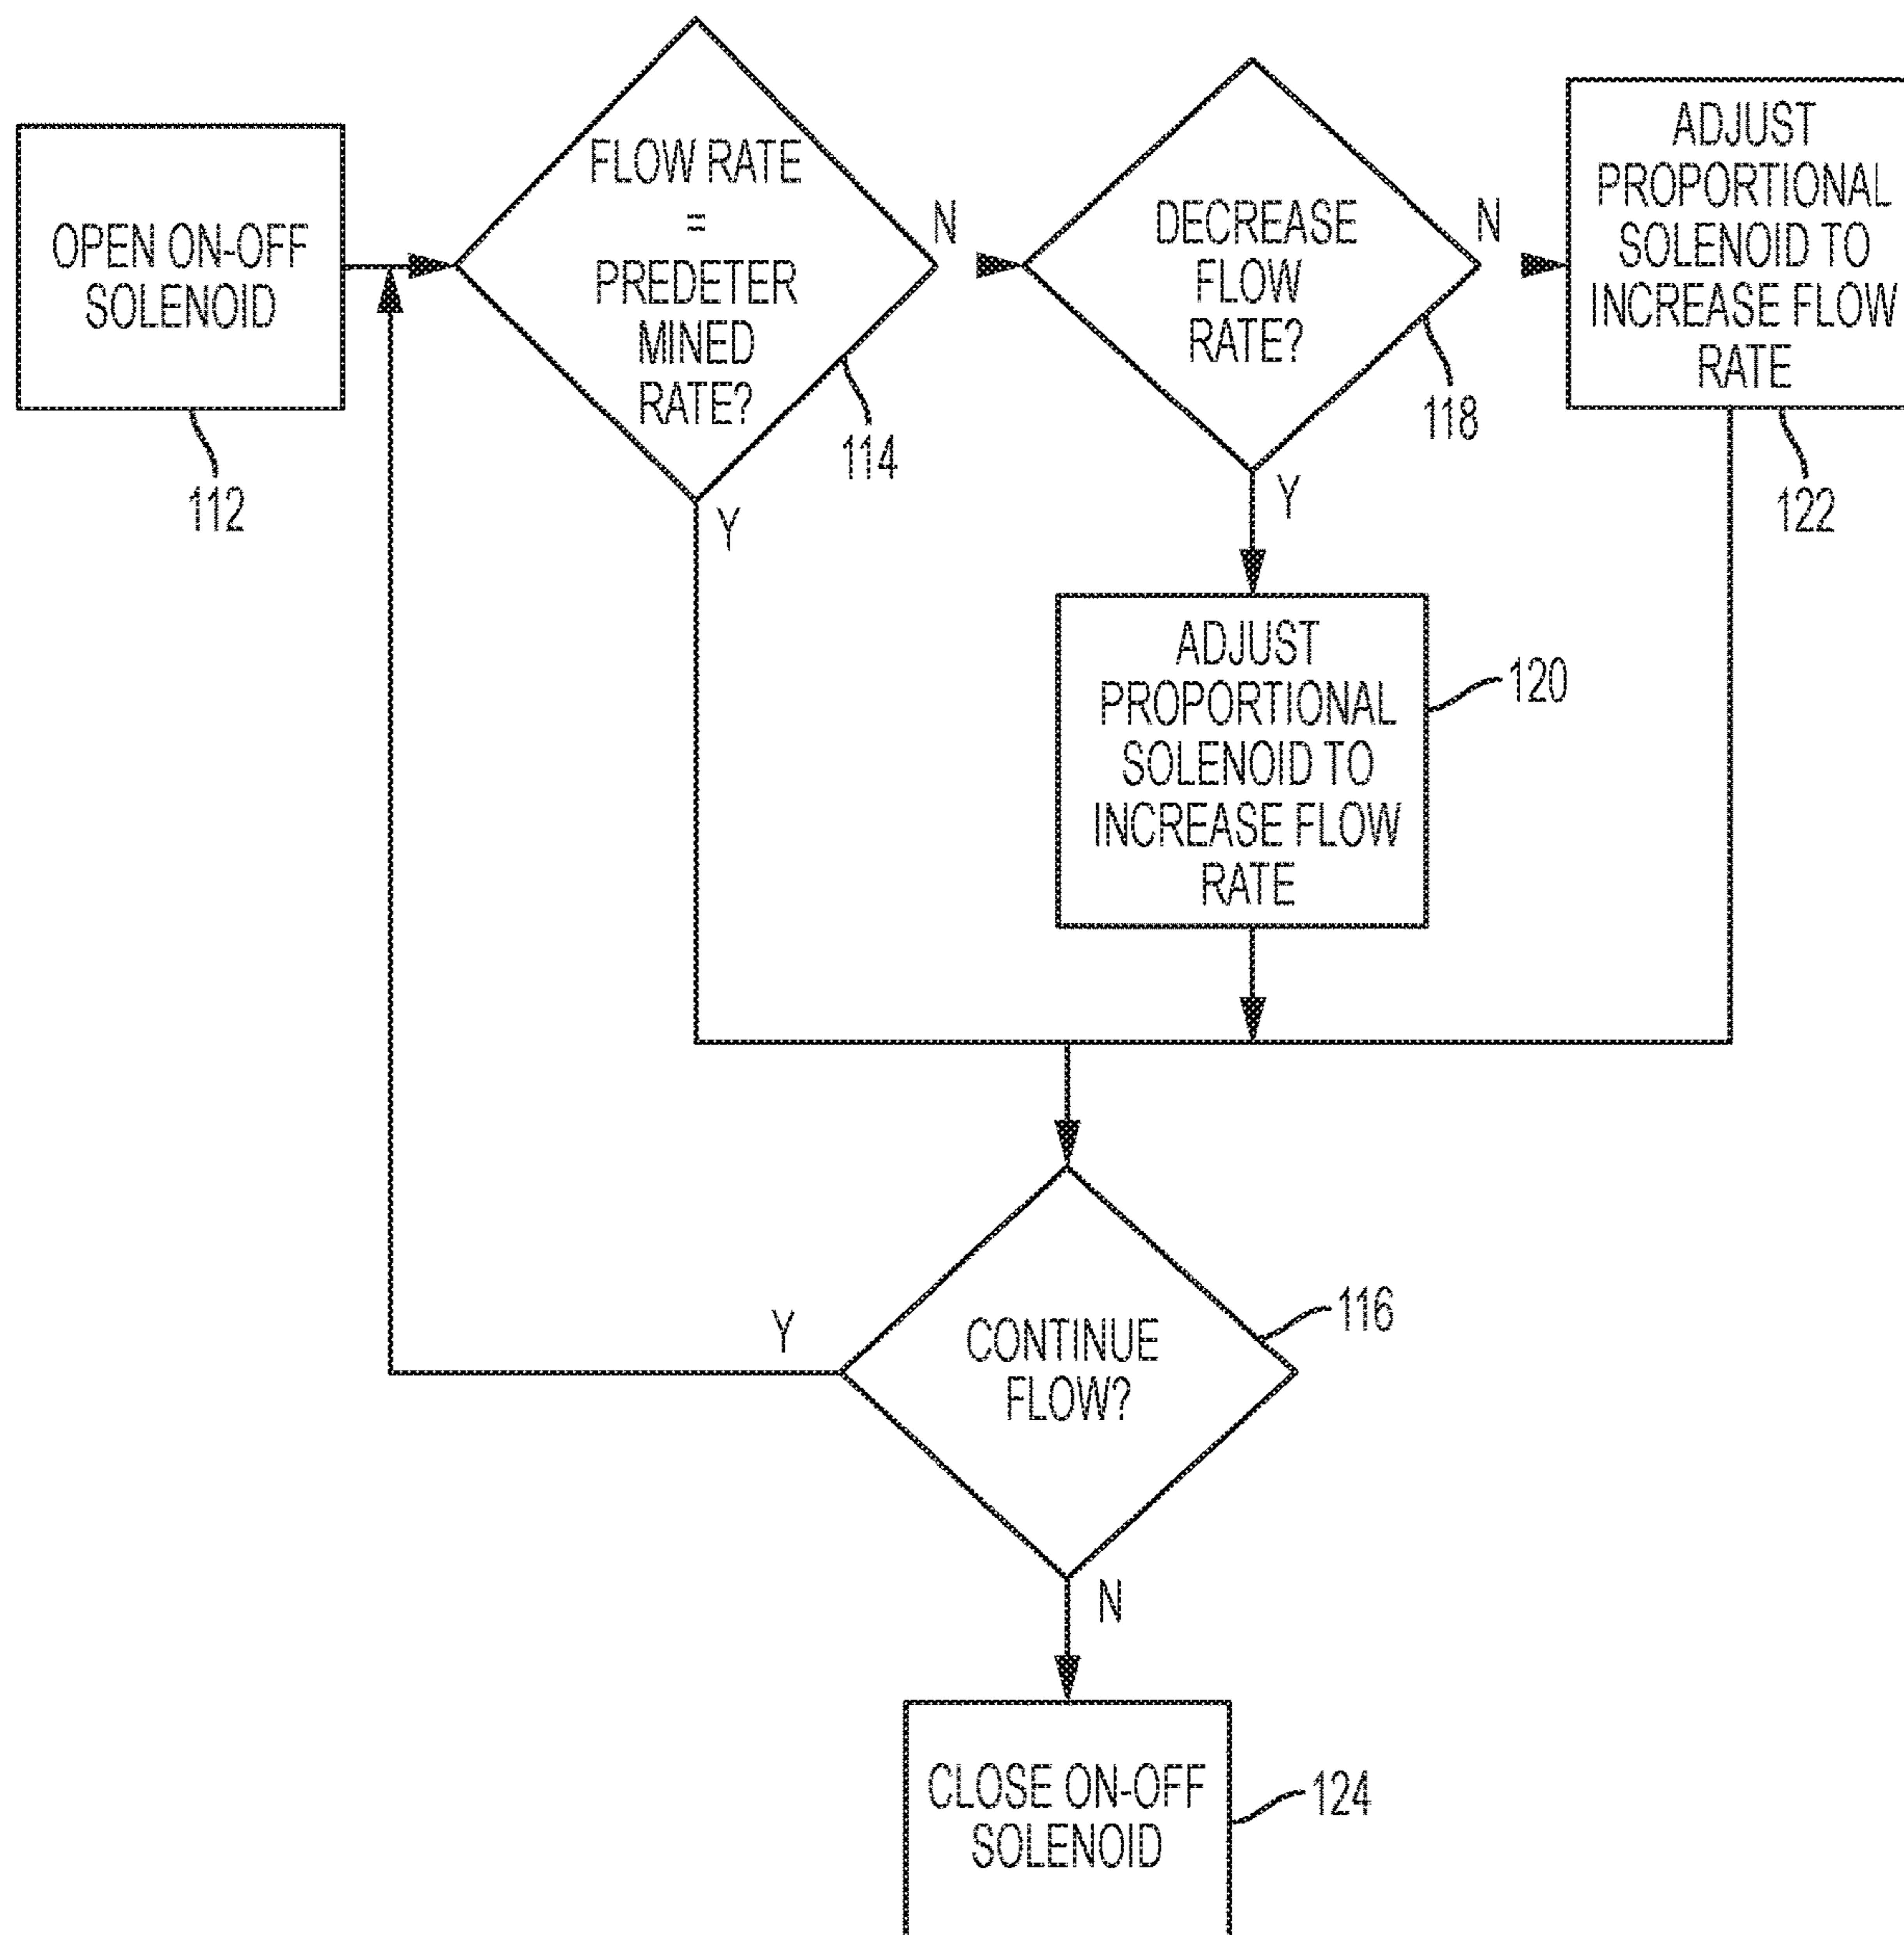 OPEN ON-OFF
SOLENOID
112
FLOW RATE
=
PREDETER
MINED
RATE?
114
N
Y
DECREASE
FLOW
RATE?
118
N
Y
ADJUST
PROPORTIONAL
SOLENOID TO
INCREASE FLOW
RATE
122
ADJUST
PROPORTIONAL
SOLENOID TO
INCREASE FLOW
RATE
120
CONTINUE
FLOW?
116
Y
N
CLOSE ON-OFF
SOLENOID
124